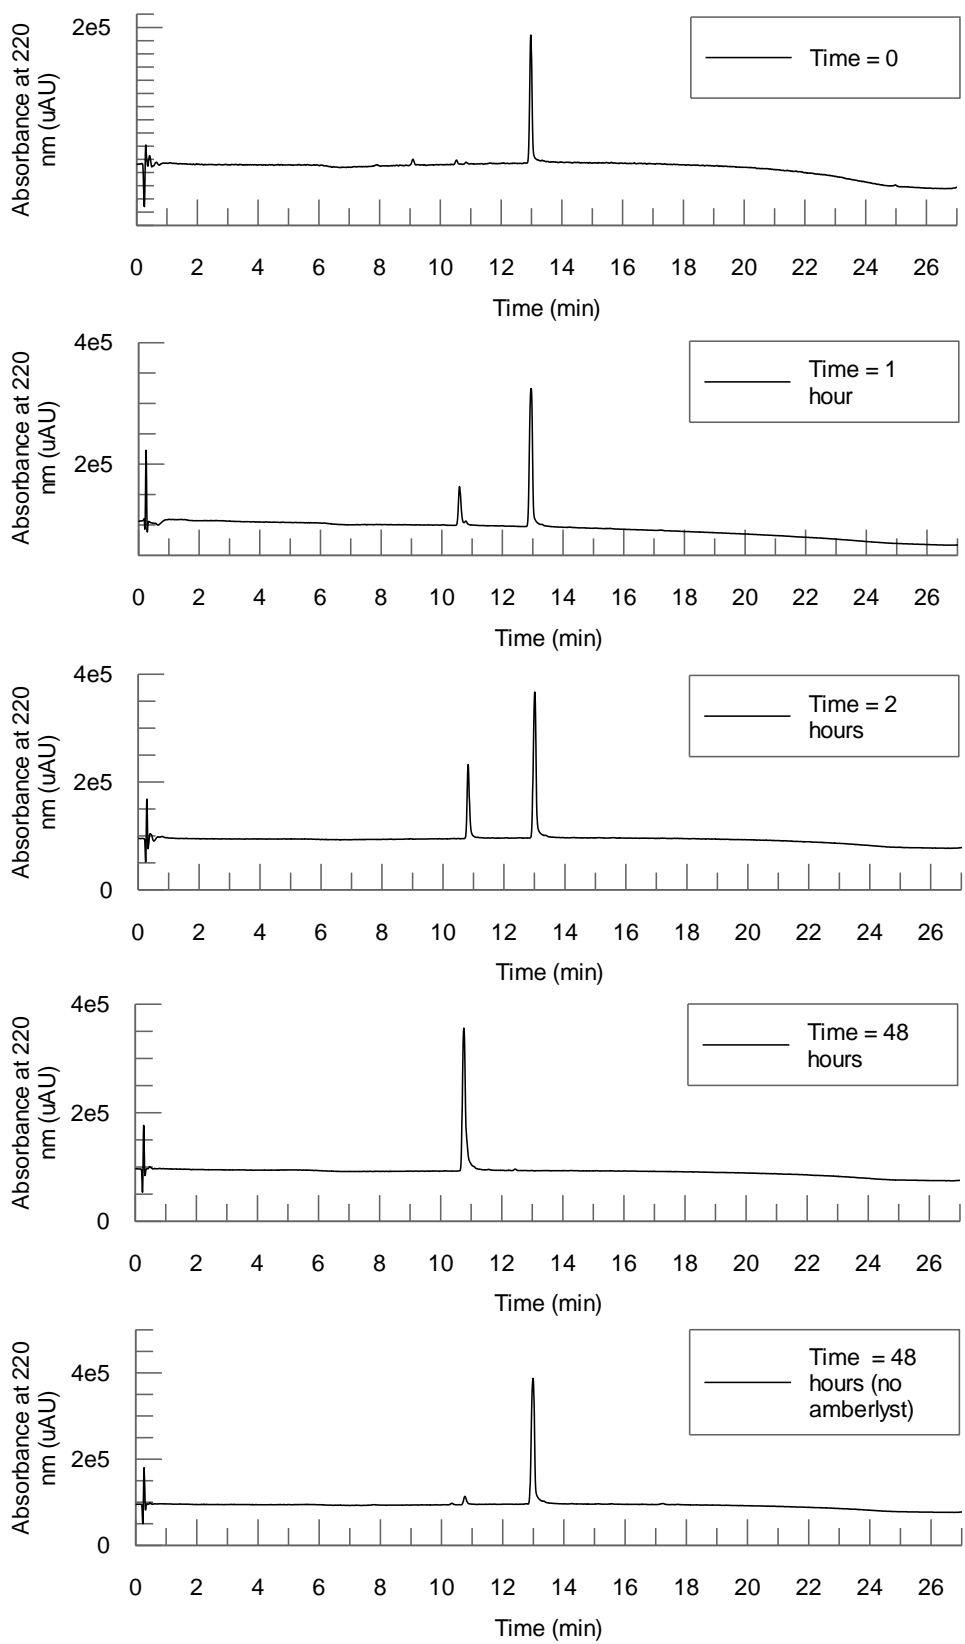 Absorbance at 220
nm (uAU)
2e5
Time = 0
0 2 4 6 8 10 12 14 16 18 20 22 24 26
Time (min)
Absorbance at 220
nm (uAU)
4e5
2e5
Time = 1
hour
0 2 4 6 8 10 12 14 16 18 20 22 24 26
Time (min)
Absorbance at 220
nm (uAU)
4e5
2e5
0
Time = 2
hours
0 2 4 6 8 10 12 14 16 18 20 22 24 26
Time (min)
Absorbance at 220
nm (uAU)
4e5
2e5
0
Time = 48
hours
0 2 4 6 8 10 12 14 16 18 20 22 24 26
Time (min)
Absorbance at 220
nm (uAU)
4e5
2e5
0
Time = 48
hours (no
amberlyst)
0 2 4 6 8 10 12 14 16 18 20 22 24 26
Time (min)